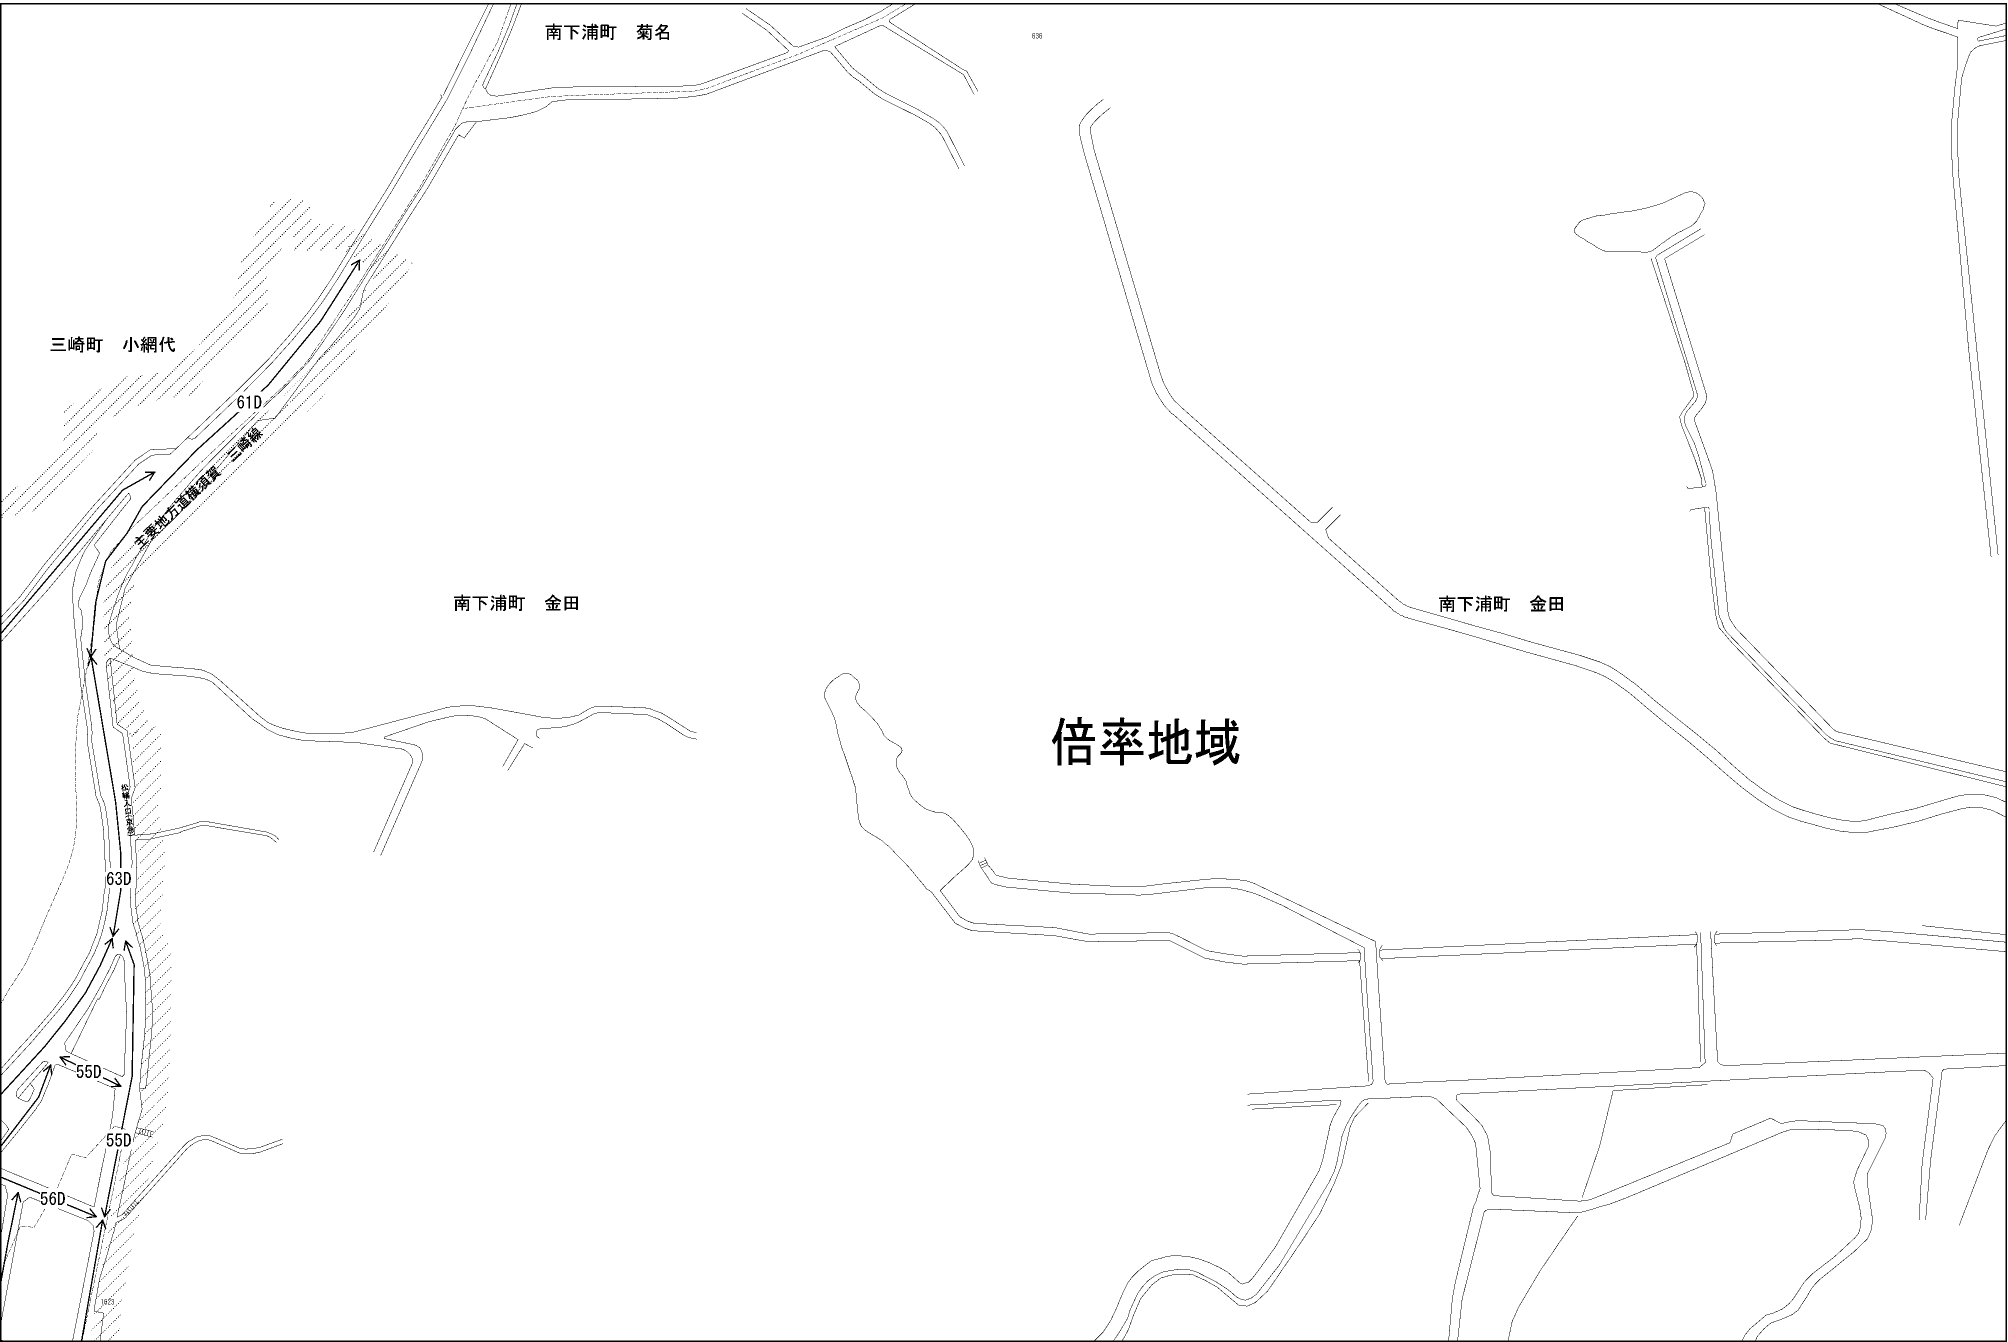 南下浦町　菊名
636
三崎町　小網代
61D
主要地方道横須賀　三崎線
南下浦町　金田
南下浦町　金田
倍率地域
63D
55D
55D
56D
1623